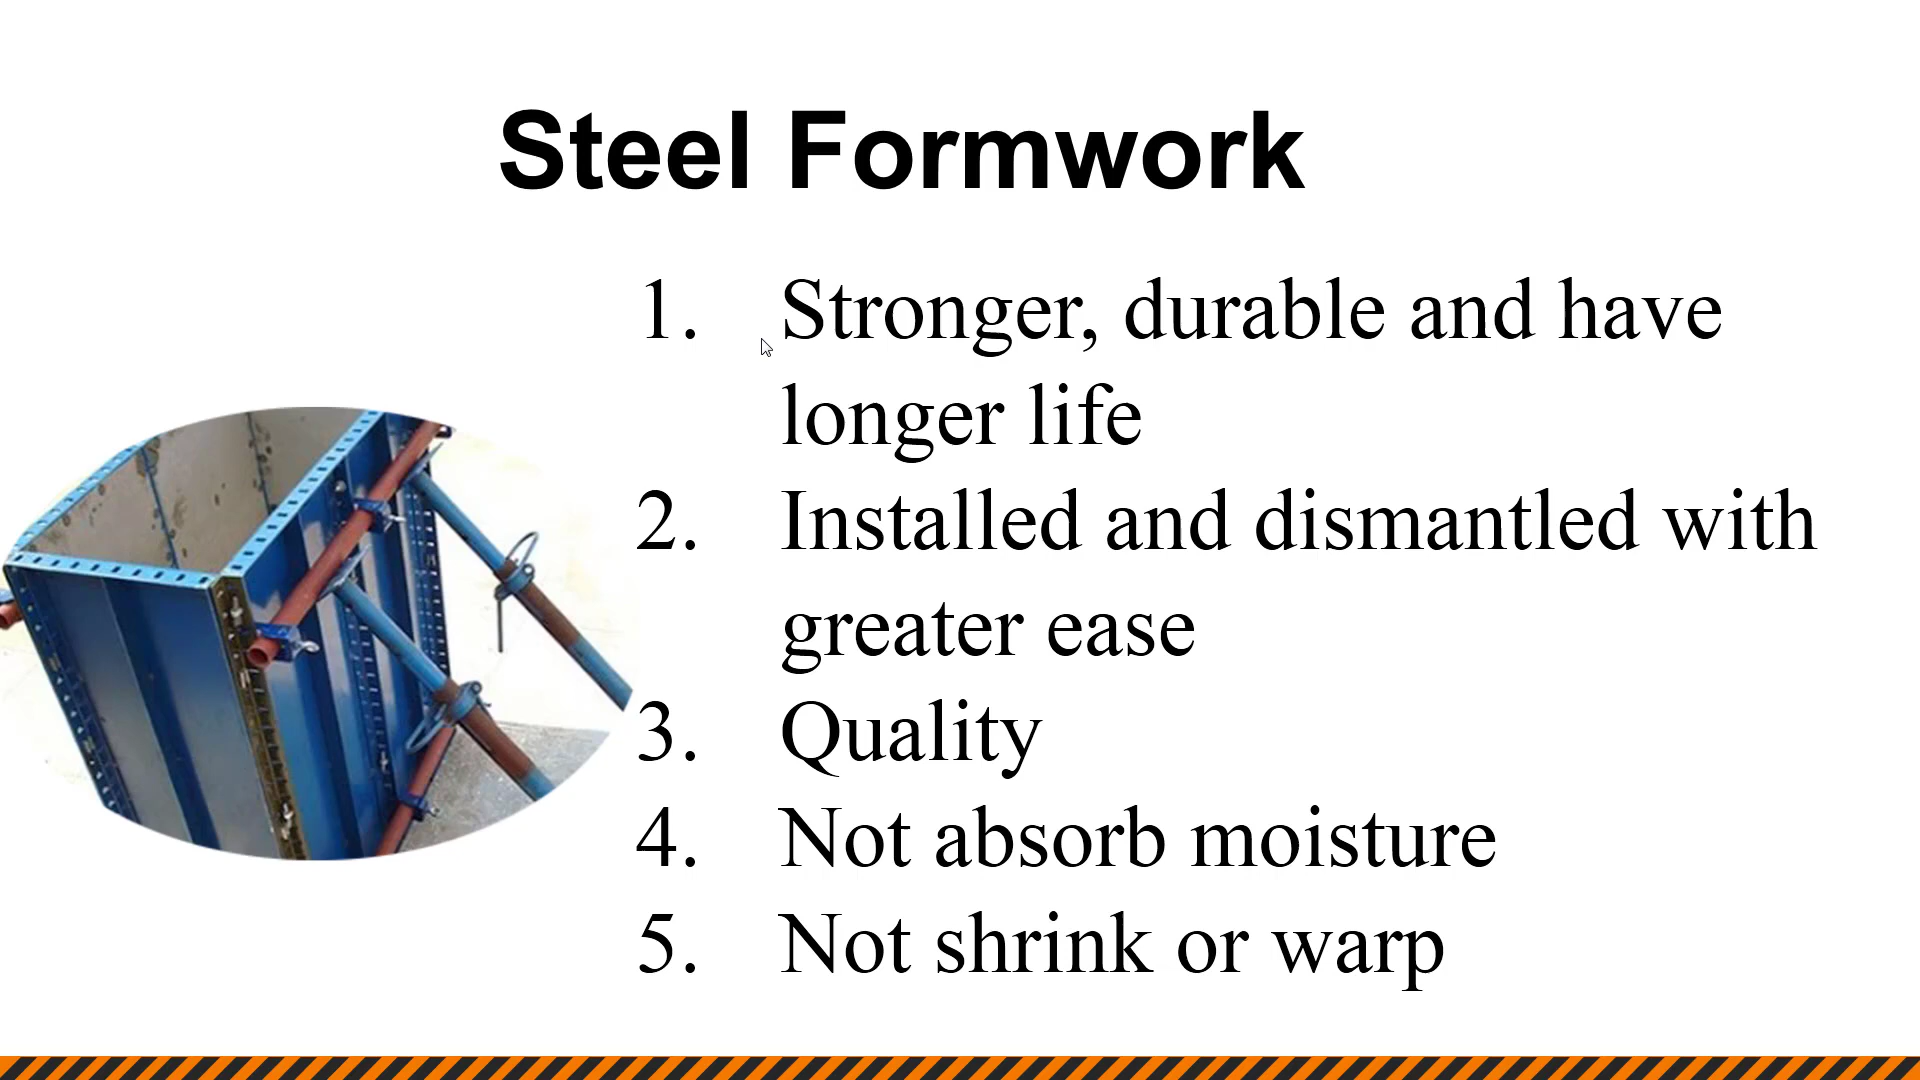 Steel Formwork
1. Stronger, durable and have
longer life
2. Installed and dismantled with
greater ease
3. Quality
4. Not absorb moisture
5. Not shrink or warp